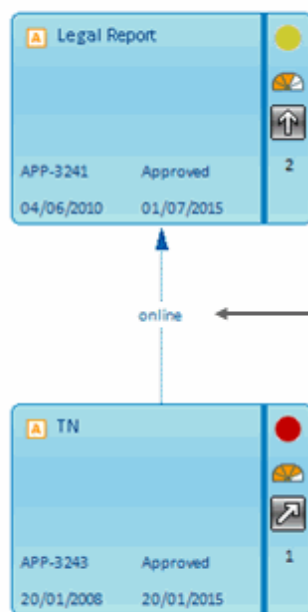 A Legal Report
APP-3241 Approved 2
04/06/2010 01/07/2015
online
A TN
APP-3243 Approved 1
20/01/2008 20/01/2015